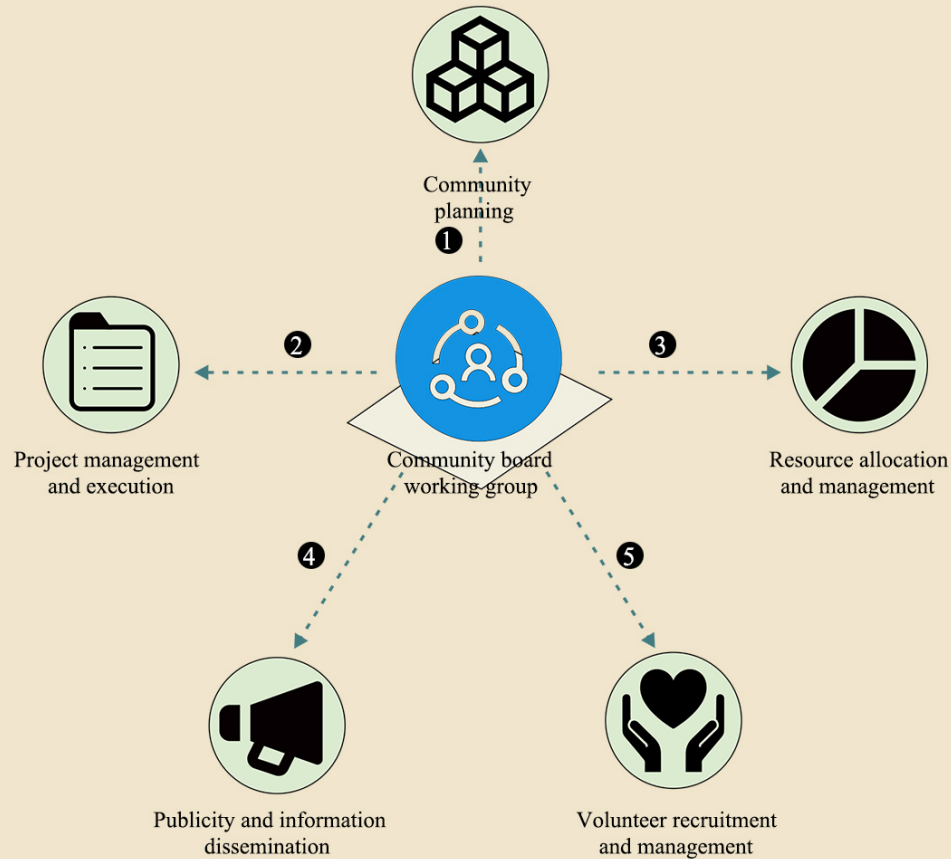 Community
planning
1
2
3
Project management
and execution
Community board
working group
Resource allocation
and management
4
5
Publicity and information
dissemination
Volunteer recruitment
and management